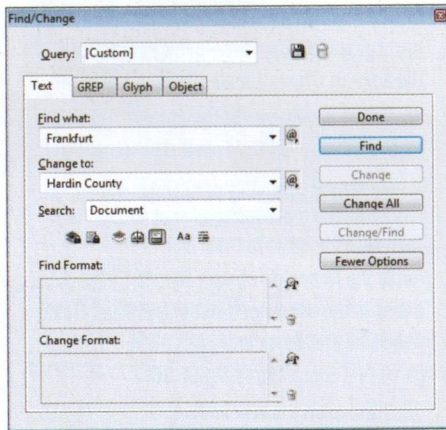 Find/Change
Query: [Custom]
Text GREP Glyph Object
Find what:
Frankfurt
Change to:
Hardin County
Search: Document
Aa
Find Format:
Change Format:
Done
Find
Change
Change All
Change/Find
Fewer Options